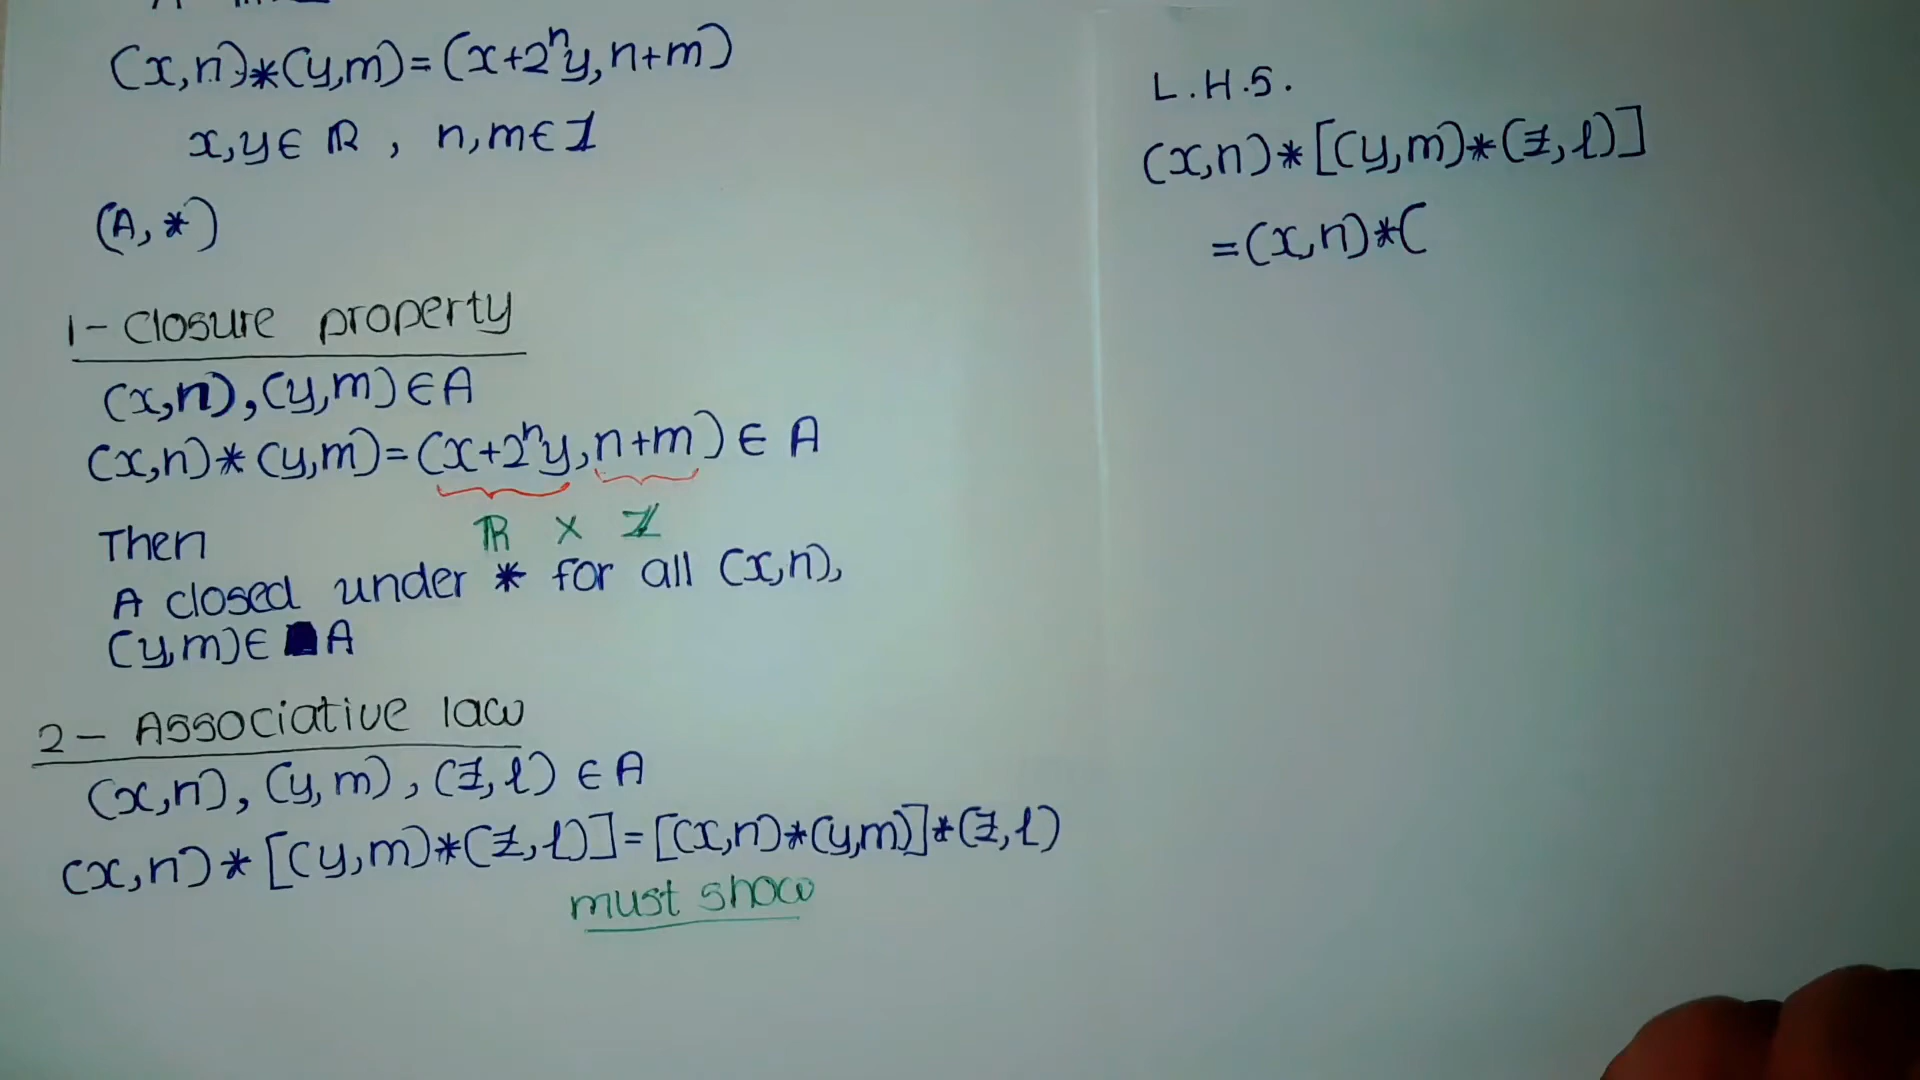 (x,n)*(y,m)=(x+2ⁿy,n+m)
x,y∈ℝ, n,m∈ℤ
(A,*)
1- Closure property
(x,n),(y,m)∈A
(x,n)*(y,m)=(x+2ⁿy,n+m)∈A
ℝ × ℤ
Then
A closed under * for all (x,n),
(y,m)∈ A
2- Associative law
(x,n), (y,m), (z,l) ∈ A
(x,n)*[(y,m)*(z,l)]=[(x,n)*(y,m)]*(z,l)
must show
L.H.S.
(x,n)*[(y,m)*(z,l)]
=(x,n)*(